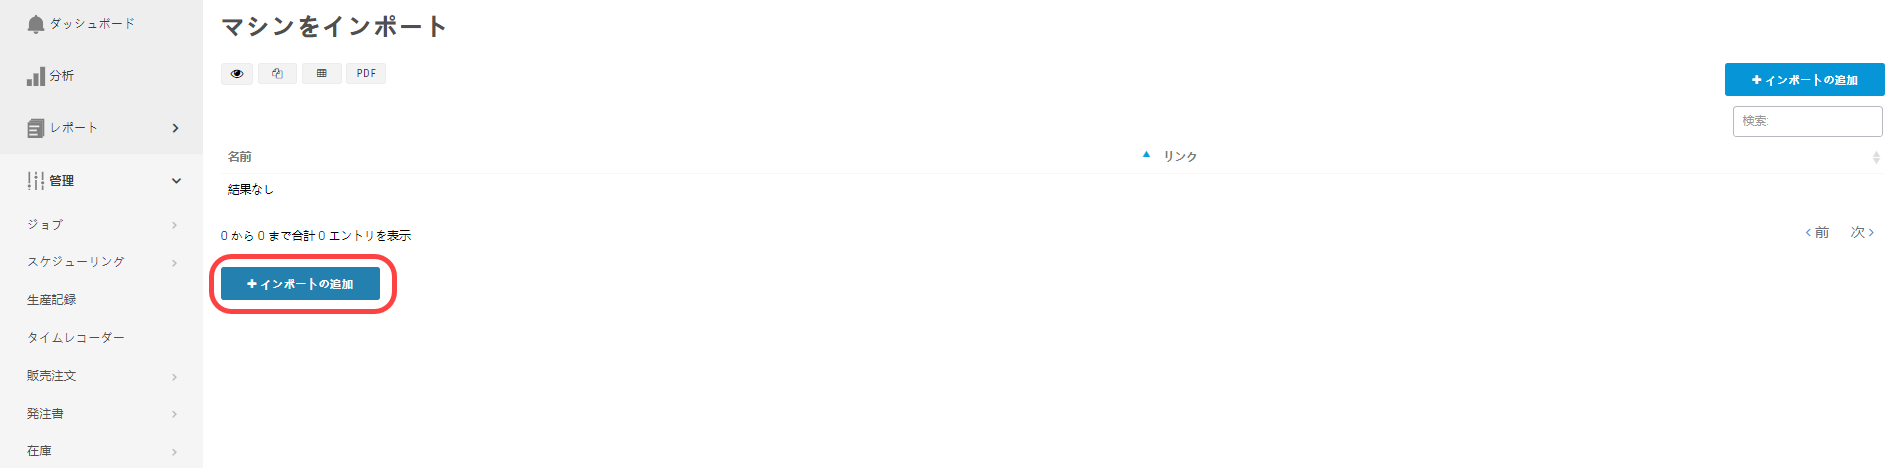 ダッシュボード
分析
レポート
管理
ジョブ
スケジューリング
生産記録
タイムレコーダー
販売注文
発注書
在庫
マシンをインポート
PDF
+ インポートの追加
検索:
名前 リンク
結果なし
0 から 0 まで合計 0 エントリを表示
‹ 前 次 ›
+ インポートの追加